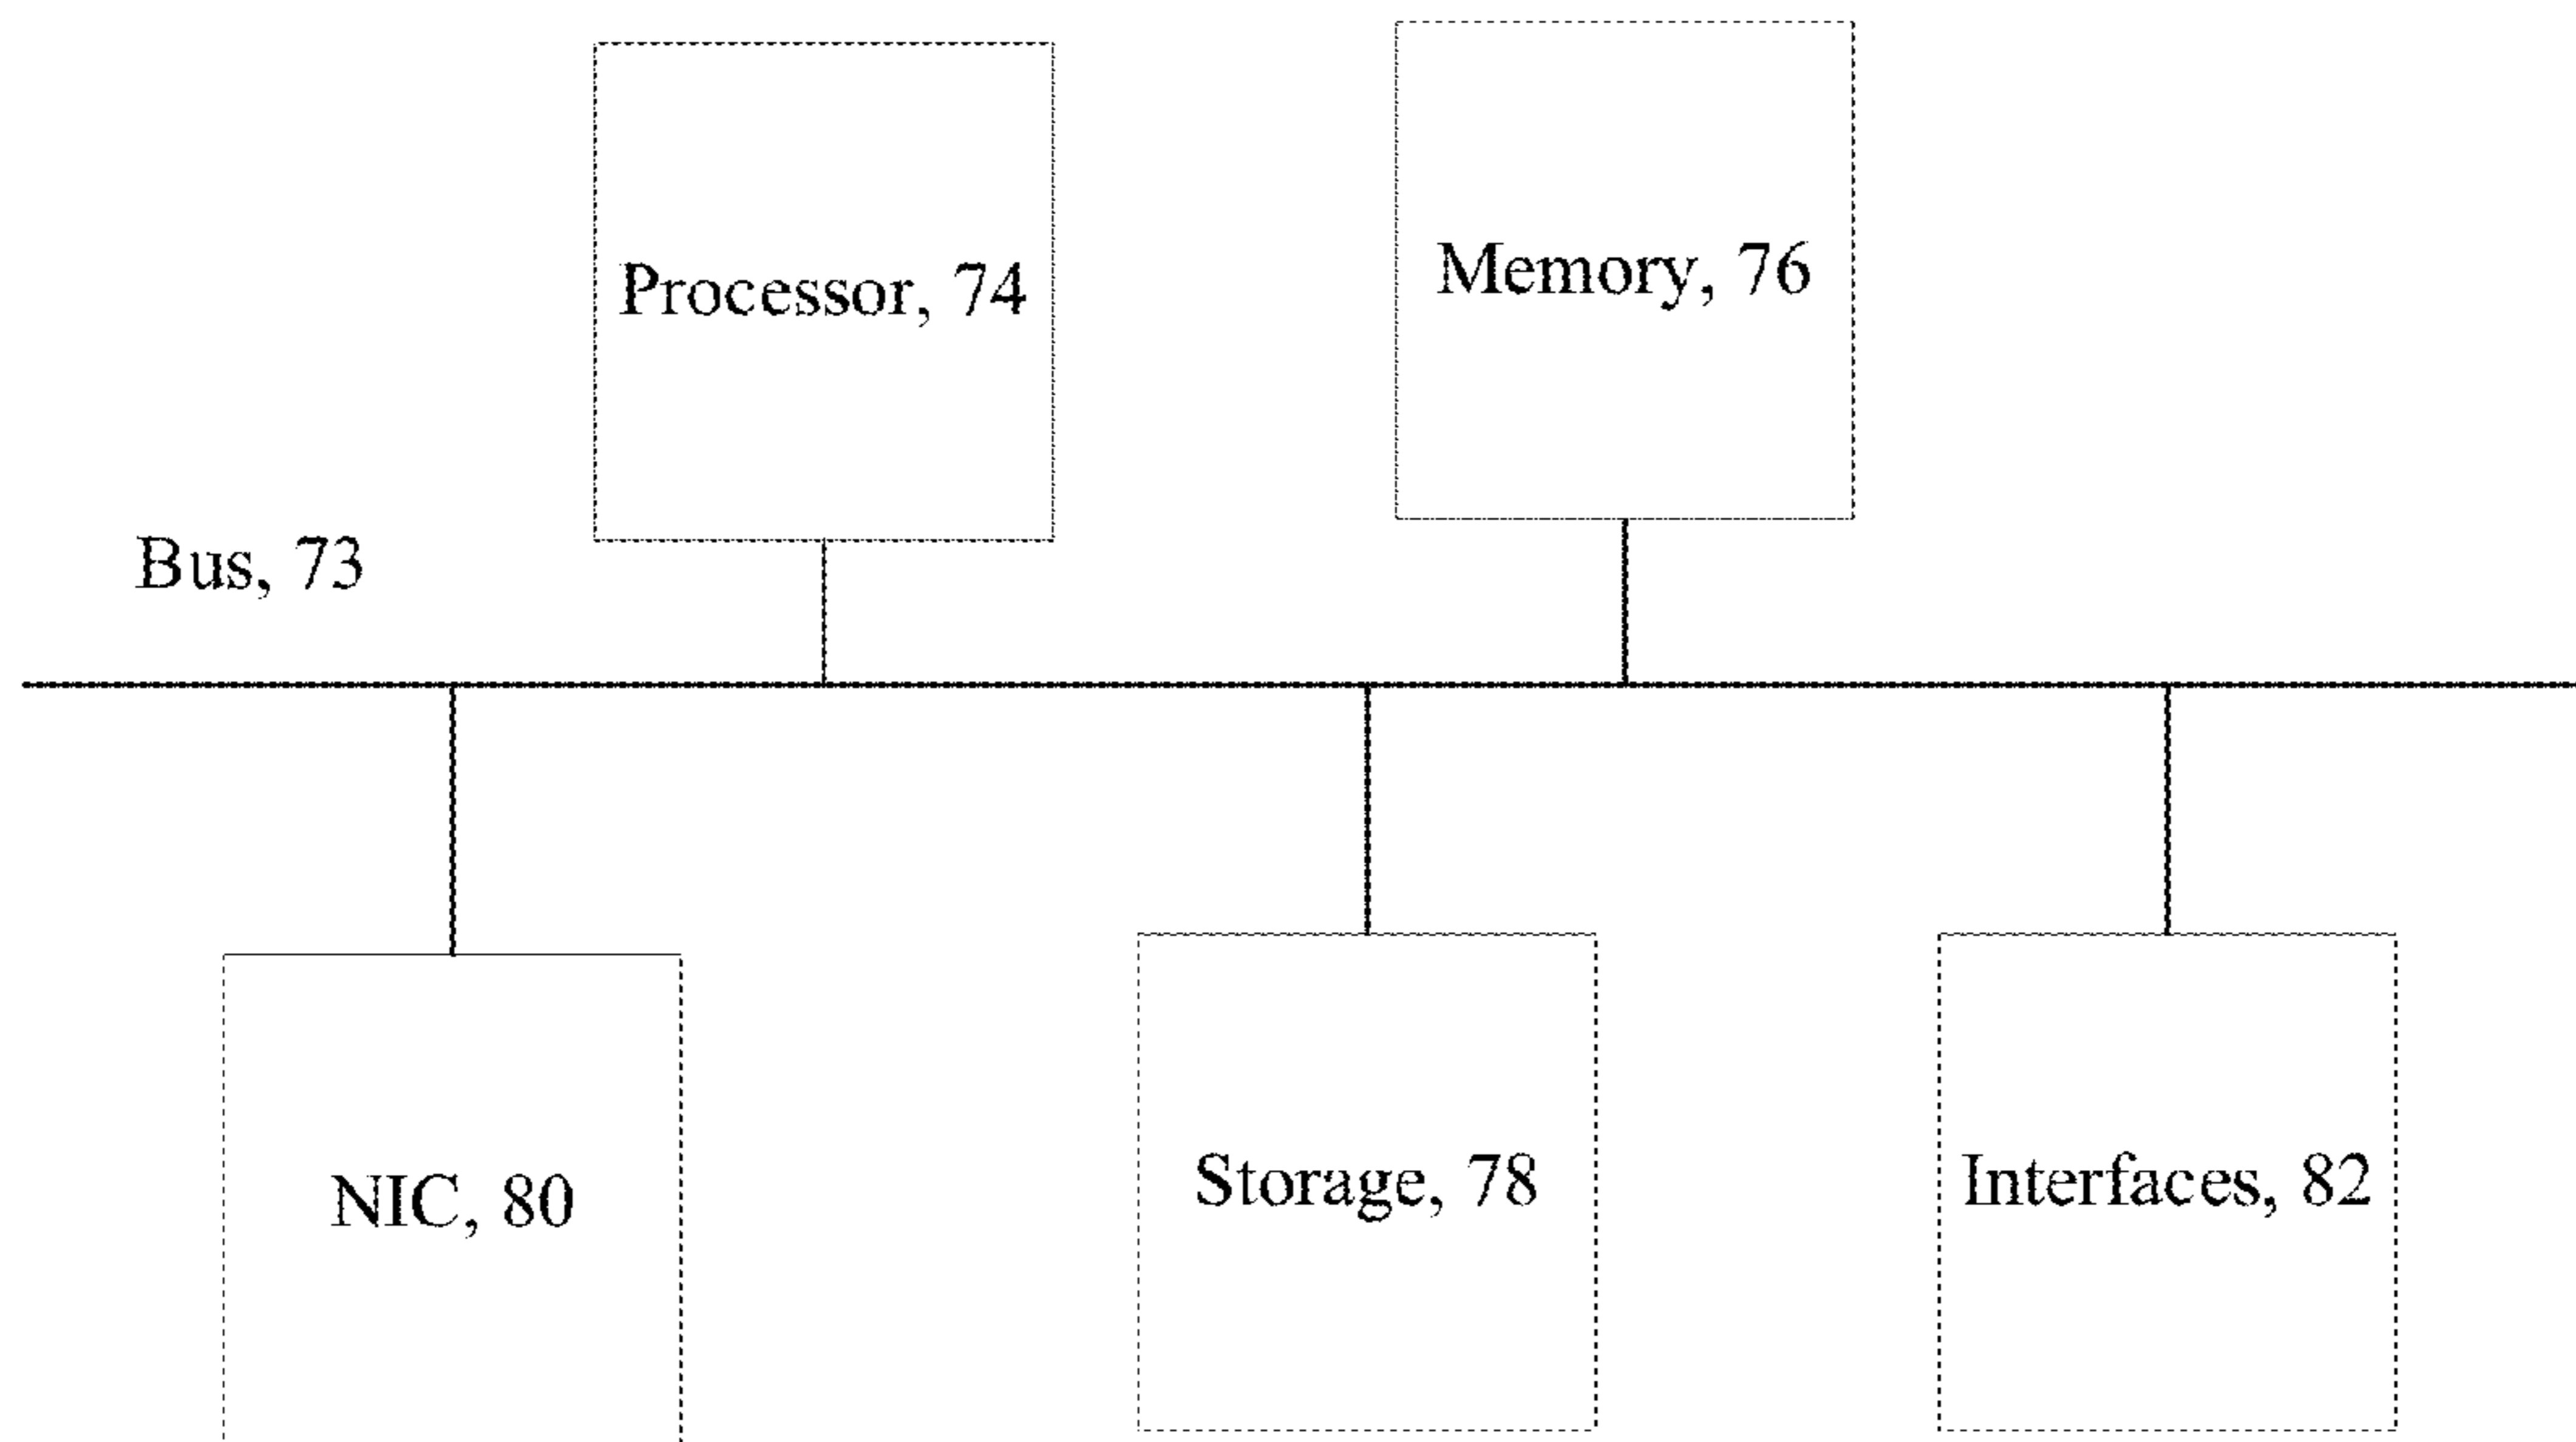 Processor, 74
Memory, 76
Bus, 73
NIC, 80
Storage, 78
Interfaces, 82